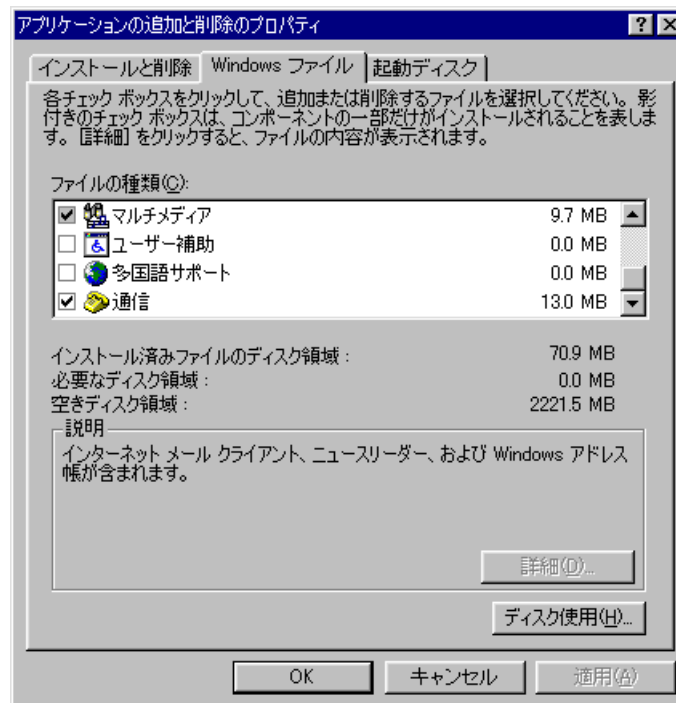 アプリケーションの追加と削除のプロパティ
インストールと削除 Windows ファイル 起動ディスク
各チェック ボックスをクリックして、追加または削除するファイルを選択してください。影
付きのチェック ボックスは、コンポーネントの一部だけがインストールされることを表しま
す。[詳細] をクリックすると、ファイルの内容が表示されます。
ファイルの種類(C):
マルチメディア 9.7 MB
ユーザー補助 0.0 MB
多国語サポート 0.0 MB
通信 13.0 MB
インストール済みファイルのディスク領域 : 70.9 MB
必要なディスク領域 : 0.0 MB
空きディスク領域 : 2221.5 MB
説明
インターネット メール クライアント、ニュースリーダー、および Windows アドレス
帳が含まれます。
詳細(D)...
ディスク使用(H)...
OK キャンセル 適用(A)